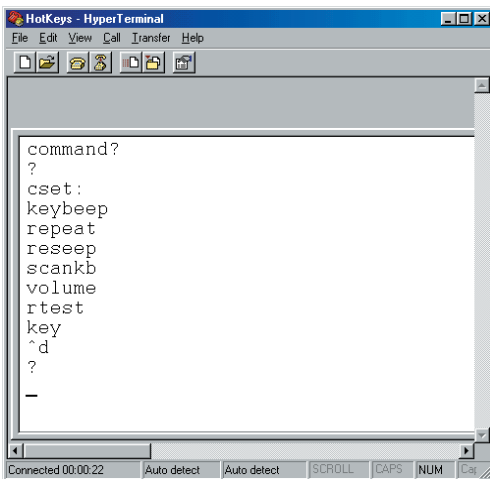 HotKeys - HyperTerminal
File Edit View Call Transfer Help
command?
?
cset:
keybeep
repeat
reseep
scankb
volume
rtest
key
^d
?
_
Connected 00:00:22 Auto detect Auto detect SCROLL CAPS NUM Cap